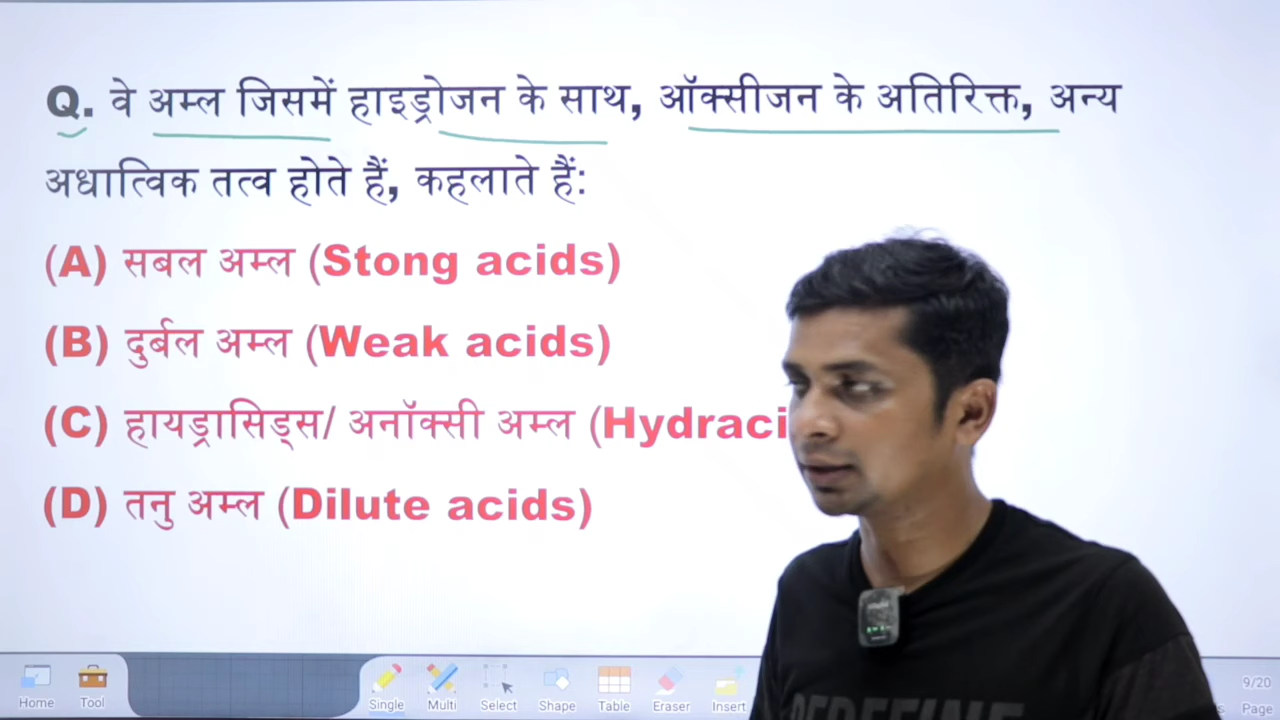 Q. वे अम्ल जिसमें हाइड्रोजन के साथ, ऑक्सीजन के अतिरिक्त, अन्य
अधात्विक तत्व होते हैं, कहलाते हैं:
(A) सबल अम्ल (Stong acids)
(B) दुर्बल अम्ल (Weak acids)
(C) हायड्रासिड्स/ अनॉक्सी अम्ल (Hydraci
(D) तनु अम्ल (Dilute acids)
Home Tool Single Multi Select Shape Table Eraser Insert 9/20
Page